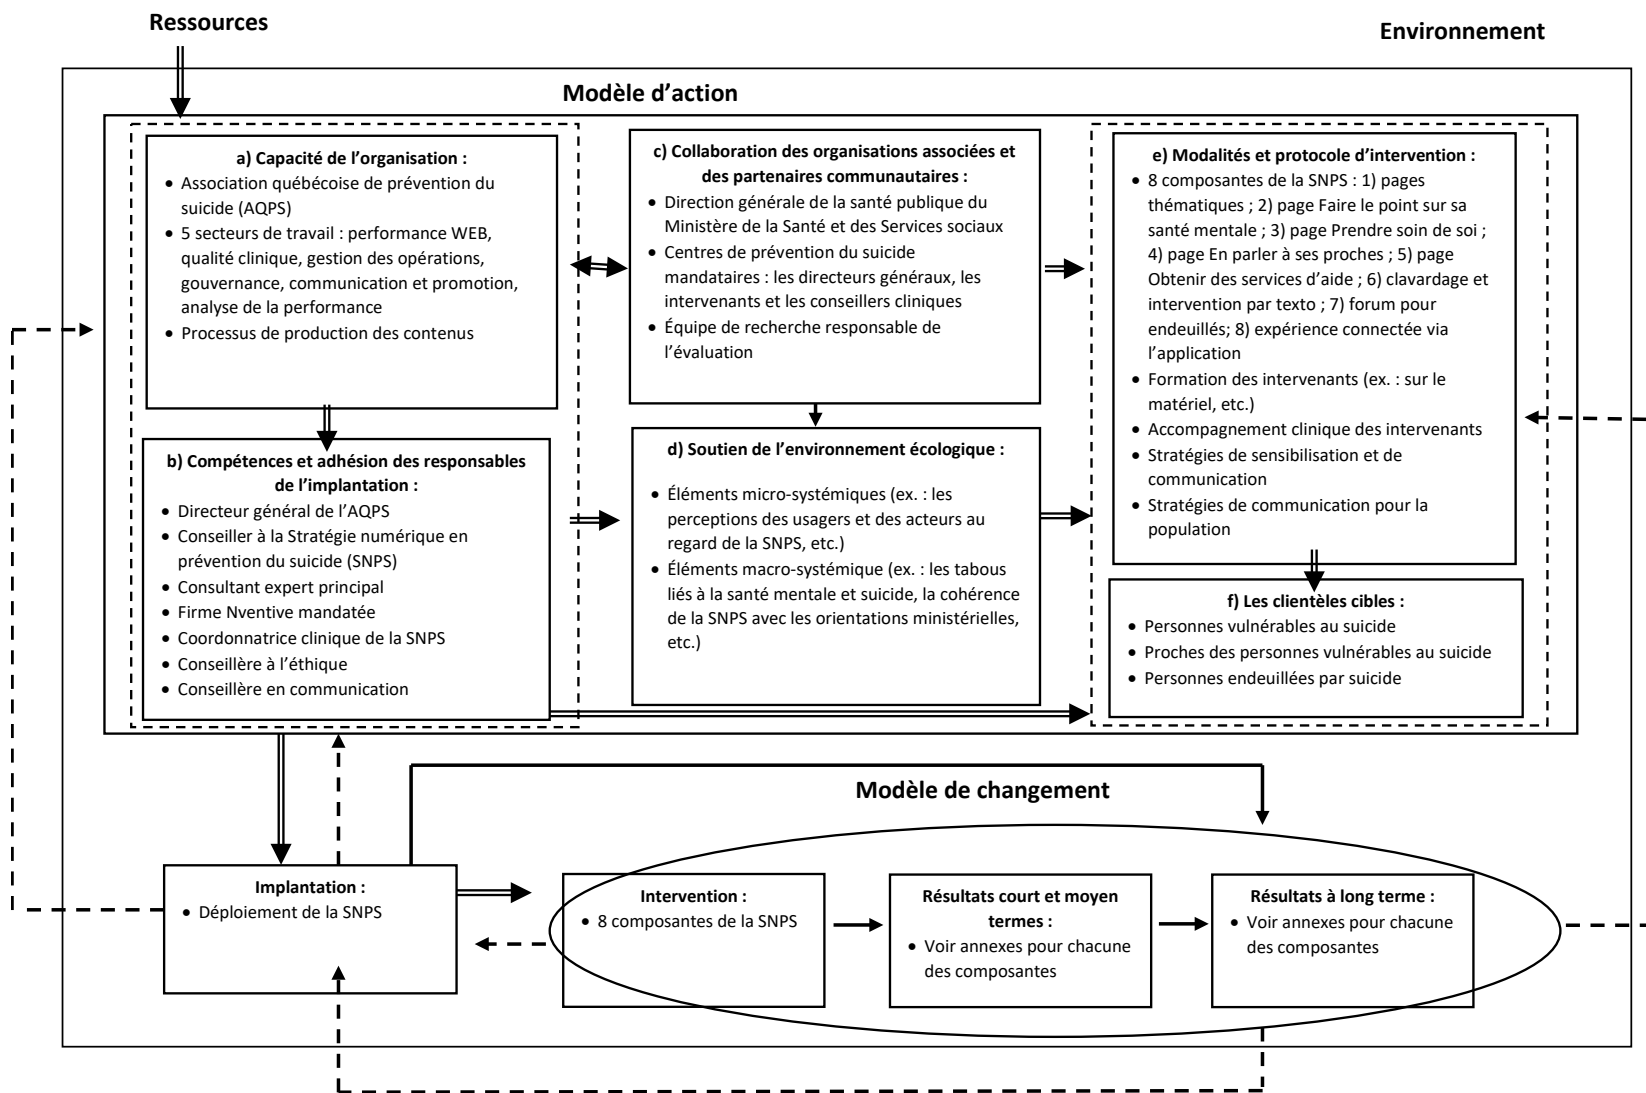 Ressources
Environnement
Modèle d’action
a) Capacité de l’organisation :
• Association québécoise de prévention du
suicide (AQPS)
• 5 secteurs de travail : performance WEB,
qualité clinique, gestion des opérations,
gouvernance, communication et promotion,
analyse de la performance
• Processus de production des contenus
b) Compétences et adhésion des responsables
de l’implantation :
• Directeur général de l’AQPS
• Conseiller à la Stratégie numérique en
prévention du suicide (SNPS)
• Consultant expert principal
• Firme Nventive mandatée
• Coordonnatrice clinique de la SNPS
• Conseillère à l’éthique
• Conseillère en communication
c) Collaboration des organisations associées et
des partenaires communautaires :
• Direction générale de la santé publique du
Ministère de la Santé et des Services sociaux
• Centres de prévention du suicide
mandataires : les directeurs généraux, les
intervenants et les conseillers cliniques
• Équipe de recherche responsable de
l’évaluation
d) Soutien de l’environnement écologique :
• Éléments micro-systémiques (ex. : les
perceptions des usagers et des acteurs au
regard de la SNPS, etc.)
• Éléments macro-systémique (ex. : les tabous
liés à la santé mentale et suicide, la cohérence
de la SNPS avec les orientations ministérielles,
etc.)
e) Modalités et protocole d’intervention :
• 8 composantes de la SNPS : 1) pages
thématiques ; 2) page Faire le point sur sa
santé mentale ; 3) page Prendre soin de soi ;
4) page En parler à ses proches ; 5) page
Obtenir des services d’aide ; 6) clavardage et
intervention par texto ; 7) forum pour
endeuillés; 8) expérience connectée via
l’application
• Formation des intervenants (ex. : sur le
matériel, etc.)
• Accompagnement clinique des intervenants
• Stratégies de sensibilisation et de
communication
• Stratégies de communication pour la
population
f) Les clientèles cibles :
• Personnes vulnérables au suicide
• Proches des personnes vulnérables au suicide
• Personnes endeuillées par suicide
Modèle de changement
Implantation :
• Déploiement de la SNPS
Intervention :
• 8 composantes de la SNPS
Résultats court et moyen
termes :
• Voir annexes pour chacune
des composantes
Résultats à long terme :
• Voir annexes pour chacune
des composantes